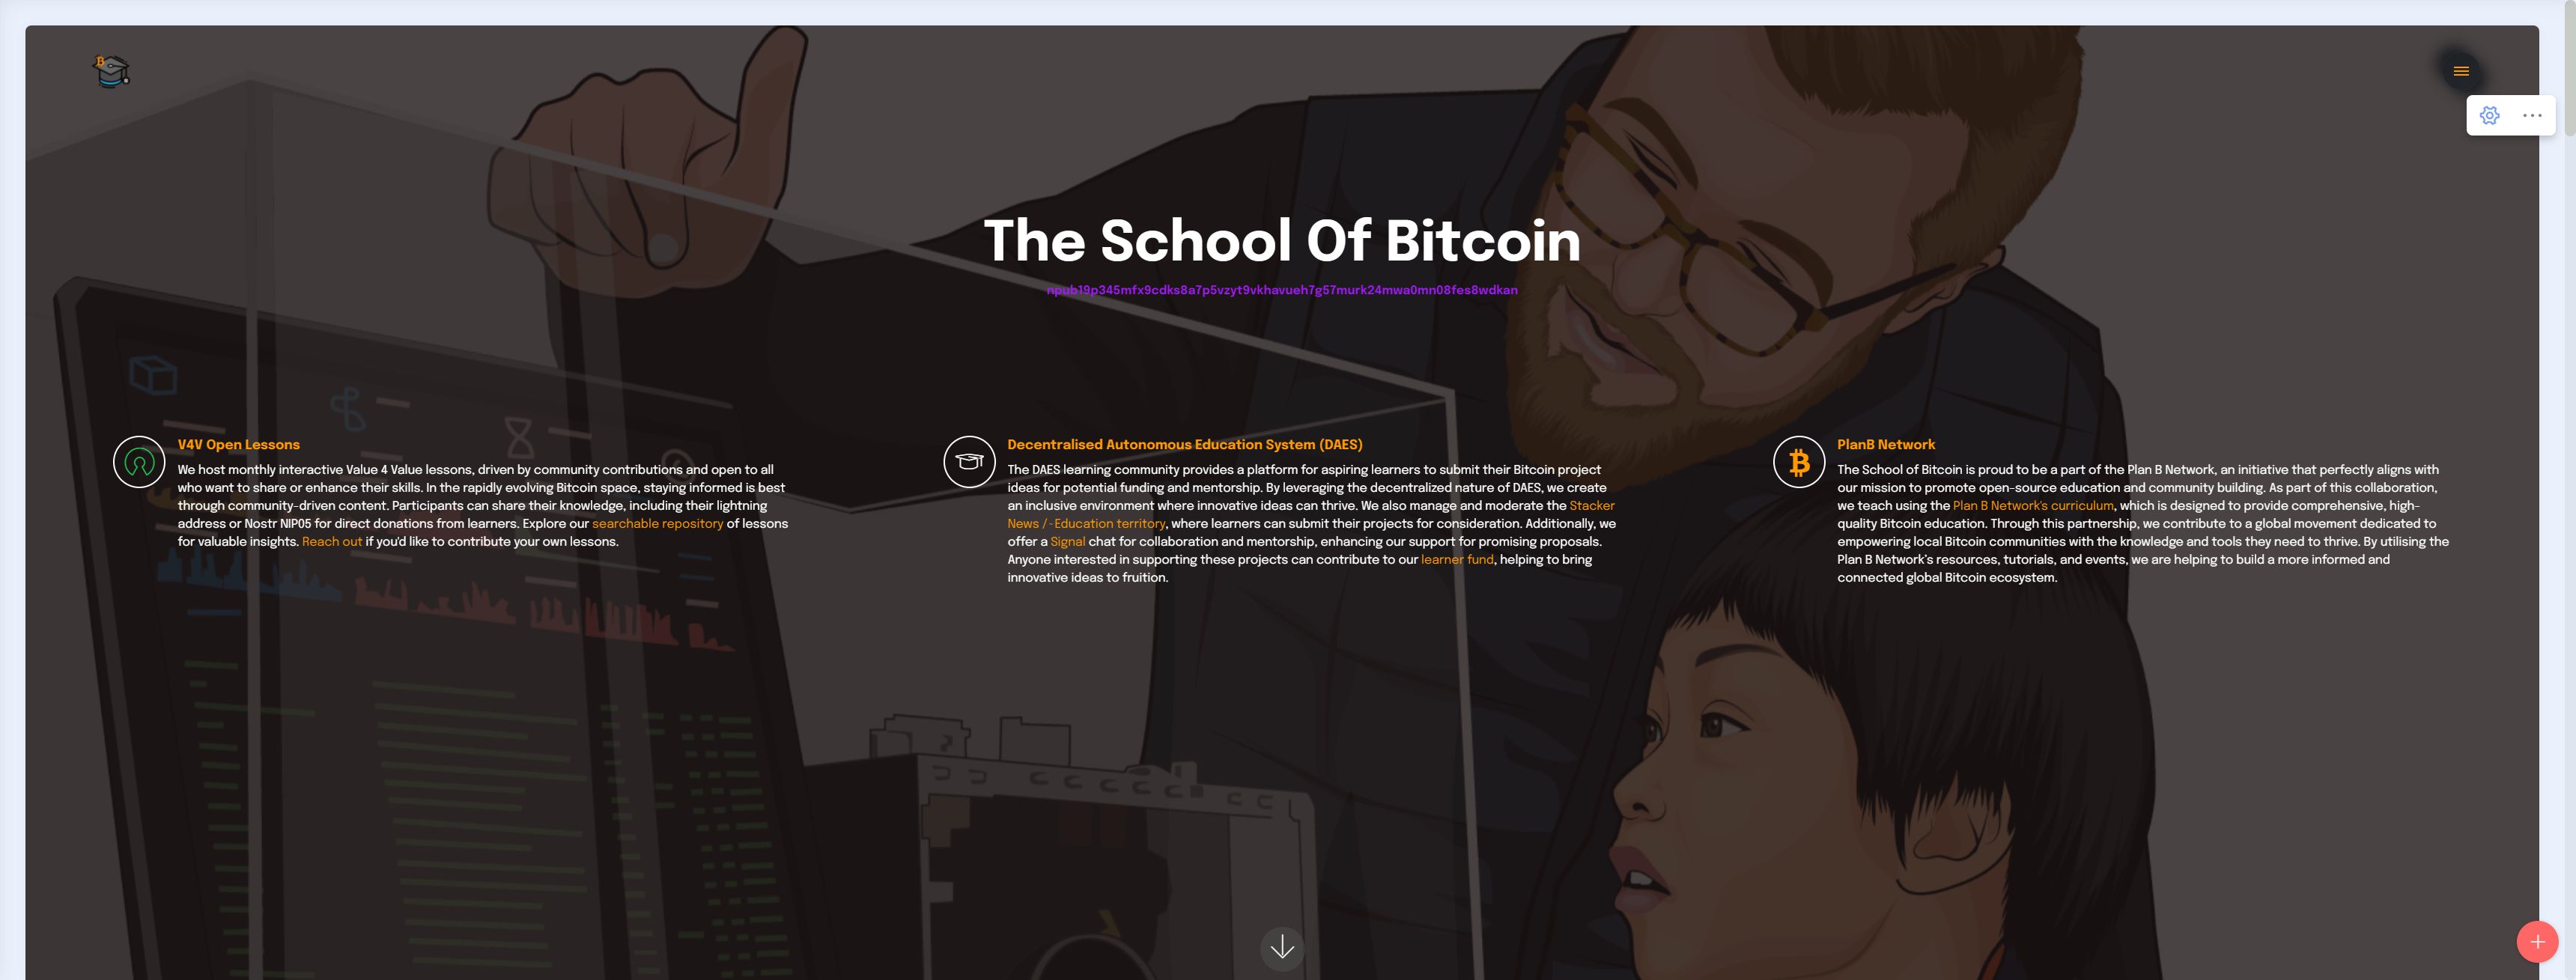 The School Of Bitcoin
npub19p345mfx9cdks8a7p5vzyt9vkhavueh7g57murk24mwa0mn08fes8wdkan
V4V Open Lessons
We host monthly interactive Value 4 Value lessons, driven by community contributions and open to all
who want to share or enhance their skills. In the rapidly evolving Bitcoin space, staying informed is best
through community-driven content. Participants can share their knowledge, including their lightning
address or Nostr NIP05 for direct donations from learners. Explore our searchable repository of lessons
for valuable insights. Reach out if you'd like to contribute your own lessons.
Decentralised Autonomous Education System (DAES)
The DAES learning community provides a platform for aspiring learners to submit their Bitcoin project
ideas for potential funding and mentorship. By leveraging the decentralized nature of DAES, we create
an inclusive environment where innovative ideas can thrive. We also manage and moderate the Stacker
News /~Education territory, where learners can submit their projects for consideration. Additionally, we
offer a Signal chat for collaboration and mentorship, enhancing our support for promising proposals.
Anyone interested in supporting these projects can contribute to our learner fund, helping to bring
innovative ideas to fruition.
PlanB Network
The School of Bitcoin is proud to be a part of the Plan B Network, an initiative that perfectly aligns with
our mission to promote open-source education and community building. As part of this collaboration,
we teach using the Plan B Network's curriculum, which is designed to provide comprehensive, high-
quality Bitcoin education. Through this partnership, we contribute to a global movement dedicated to
empowering local Bitcoin communities with the knowledge and tools they need to thrive. By utilising the
Plan B Network's resources, tutorials, and events, we are helping to build a more informed and
connected global Bitcoin ecosystem.